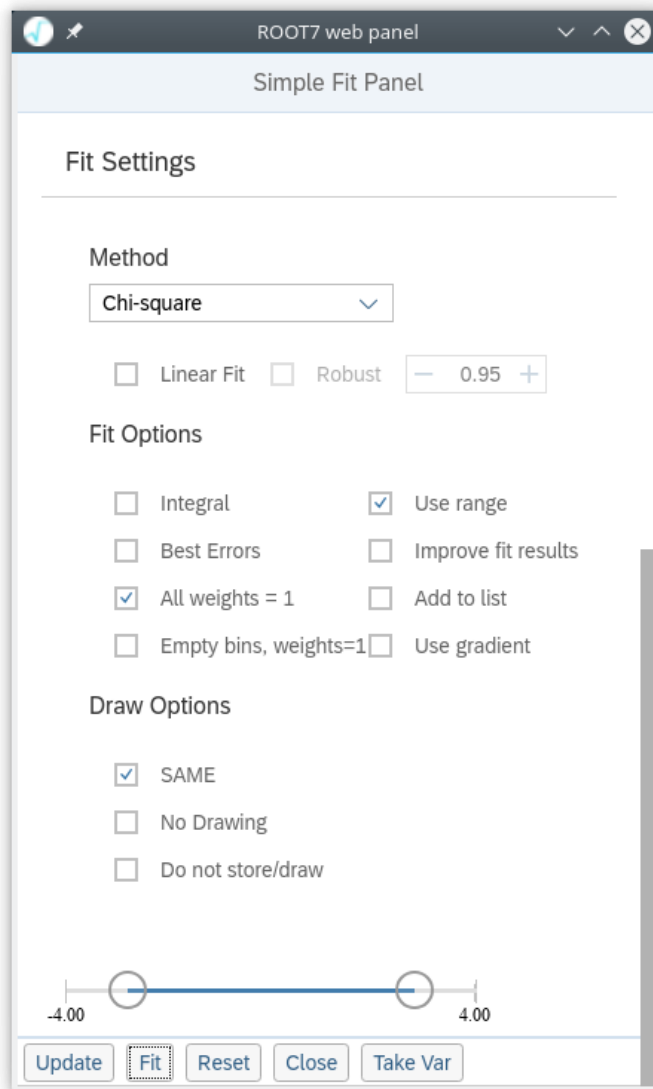 ROOT7 web panel
Simple Fit Panel
Fit Settings
Method
Chi-square
Linear Fit Robust 0.95
Fit Options
Integral Use range
Best Errors Improve fit results
All weights = 1 Add to list
Empty bins, weights=1 Use gradient
Draw Options
SAME
No Drawing
Do not store/draw
-4.00 4.00
Update Fit Reset Close Take Var